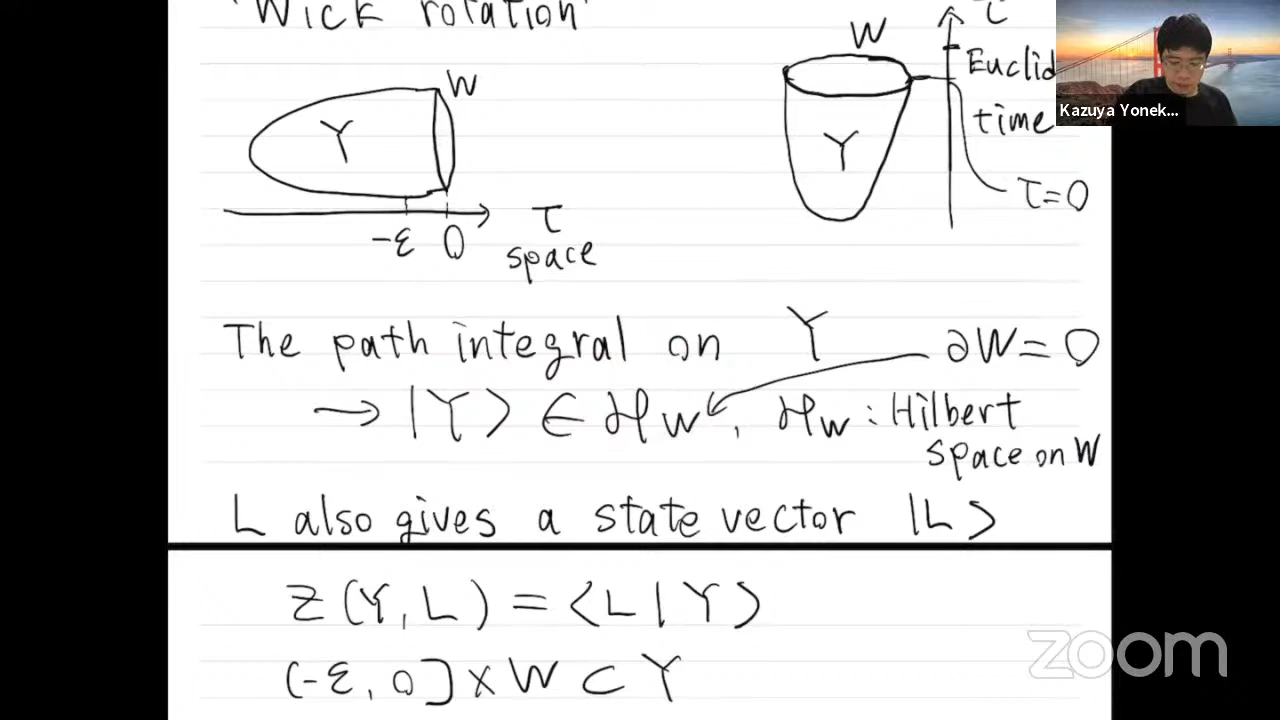 "Wick rotation"
W
Y
-ε 0
τ
space
W
Y
τ
Euclid
time
τ=0
Kazuya Yonek...
The path integral on Y ∂W=0
→ |Y> ∈ ℋw, ℋw : Hilbert
space on W
L also gives a state vector |L>
Z(Y, L) = <L|Y>
(-ε, 0] × W ⊂ Y
zoom